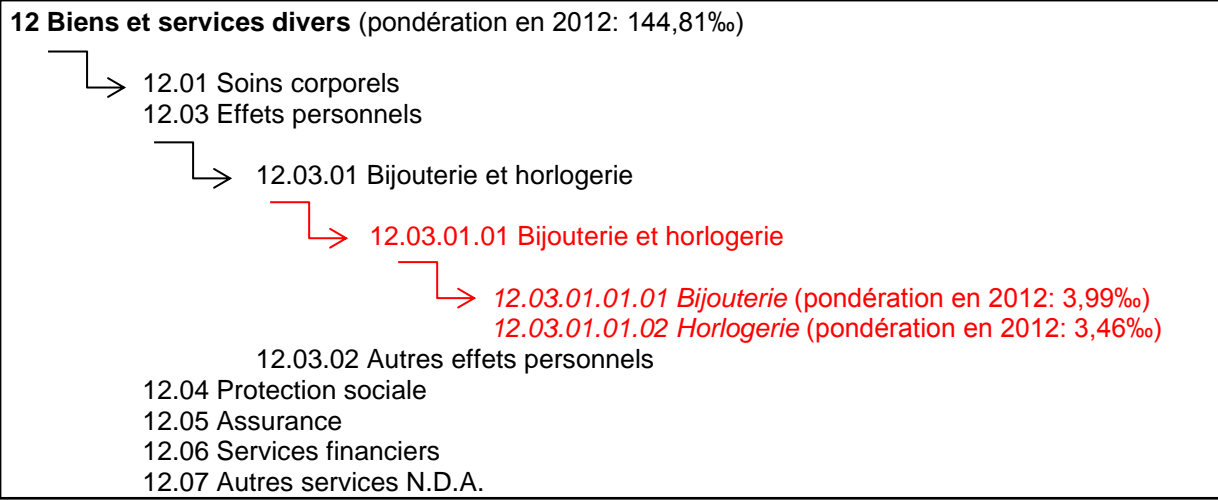 12 Biens et services divers (pondération en 2012: 144,81‰)
12.01 Soins corporels
12.03 Effets personnels
12.03.01 Bijouterie et horlogerie
12.03.01.01 Bijouterie et horlogerie
12.03.01.01.01 Bijouterie (pondération en 2012: 3,99‰)
12.03.01.01.02 Horlogerie (pondération en 2012: 3,46‰)
12.03.02 Autres effets personnels
12.04 Protection sociale
12.05 Assurance
12.06 Services financiers
12.07 Autres services N.D.A.